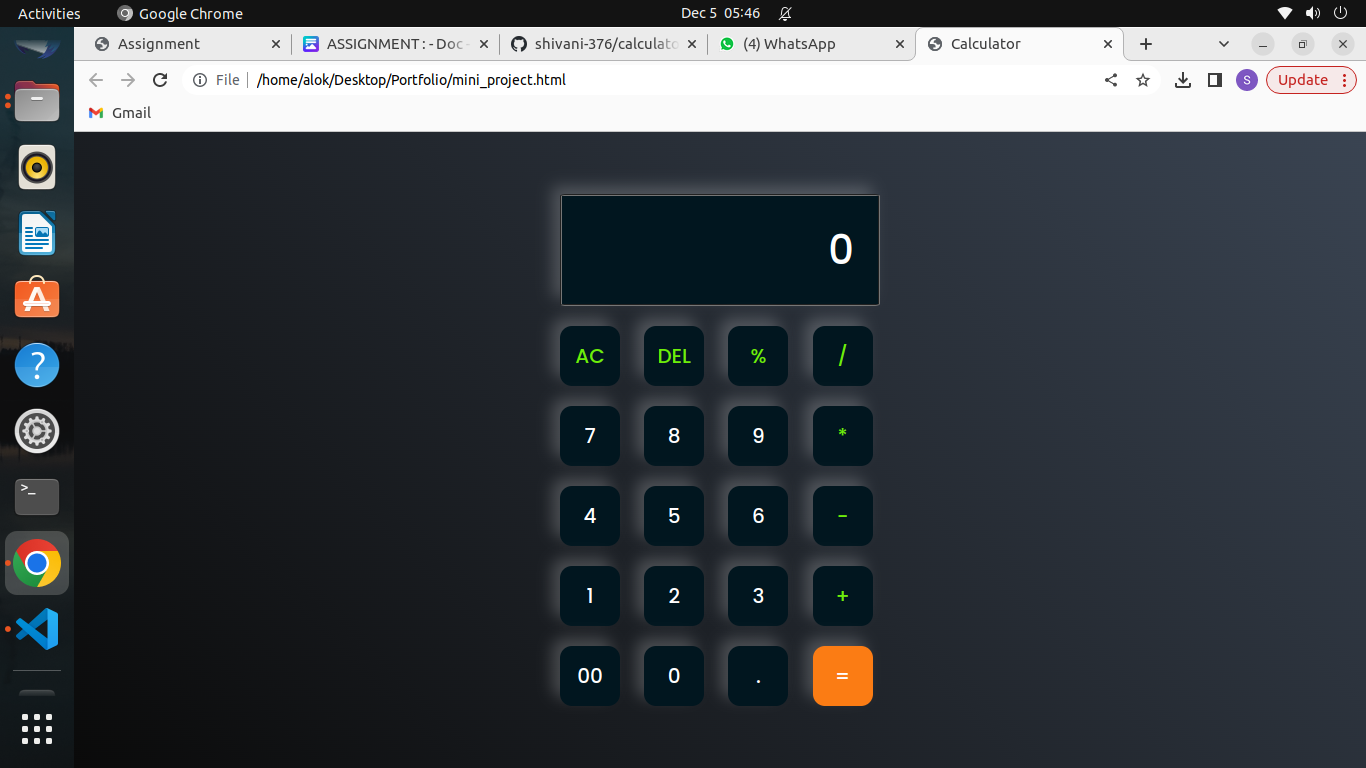 Activities Google Chrome Dec 5 05:46
Assignment ASSIGNMENT : - Doc - shivani-376/calculato (4) WhatsApp Calculator
File /home/alok/Desktop/Portfolio/mini_project.html S Update
Gmail
0
AC DEL % /
7 8 9 *
4 5 6 -
1 2 3 +
00 0 . =
>_